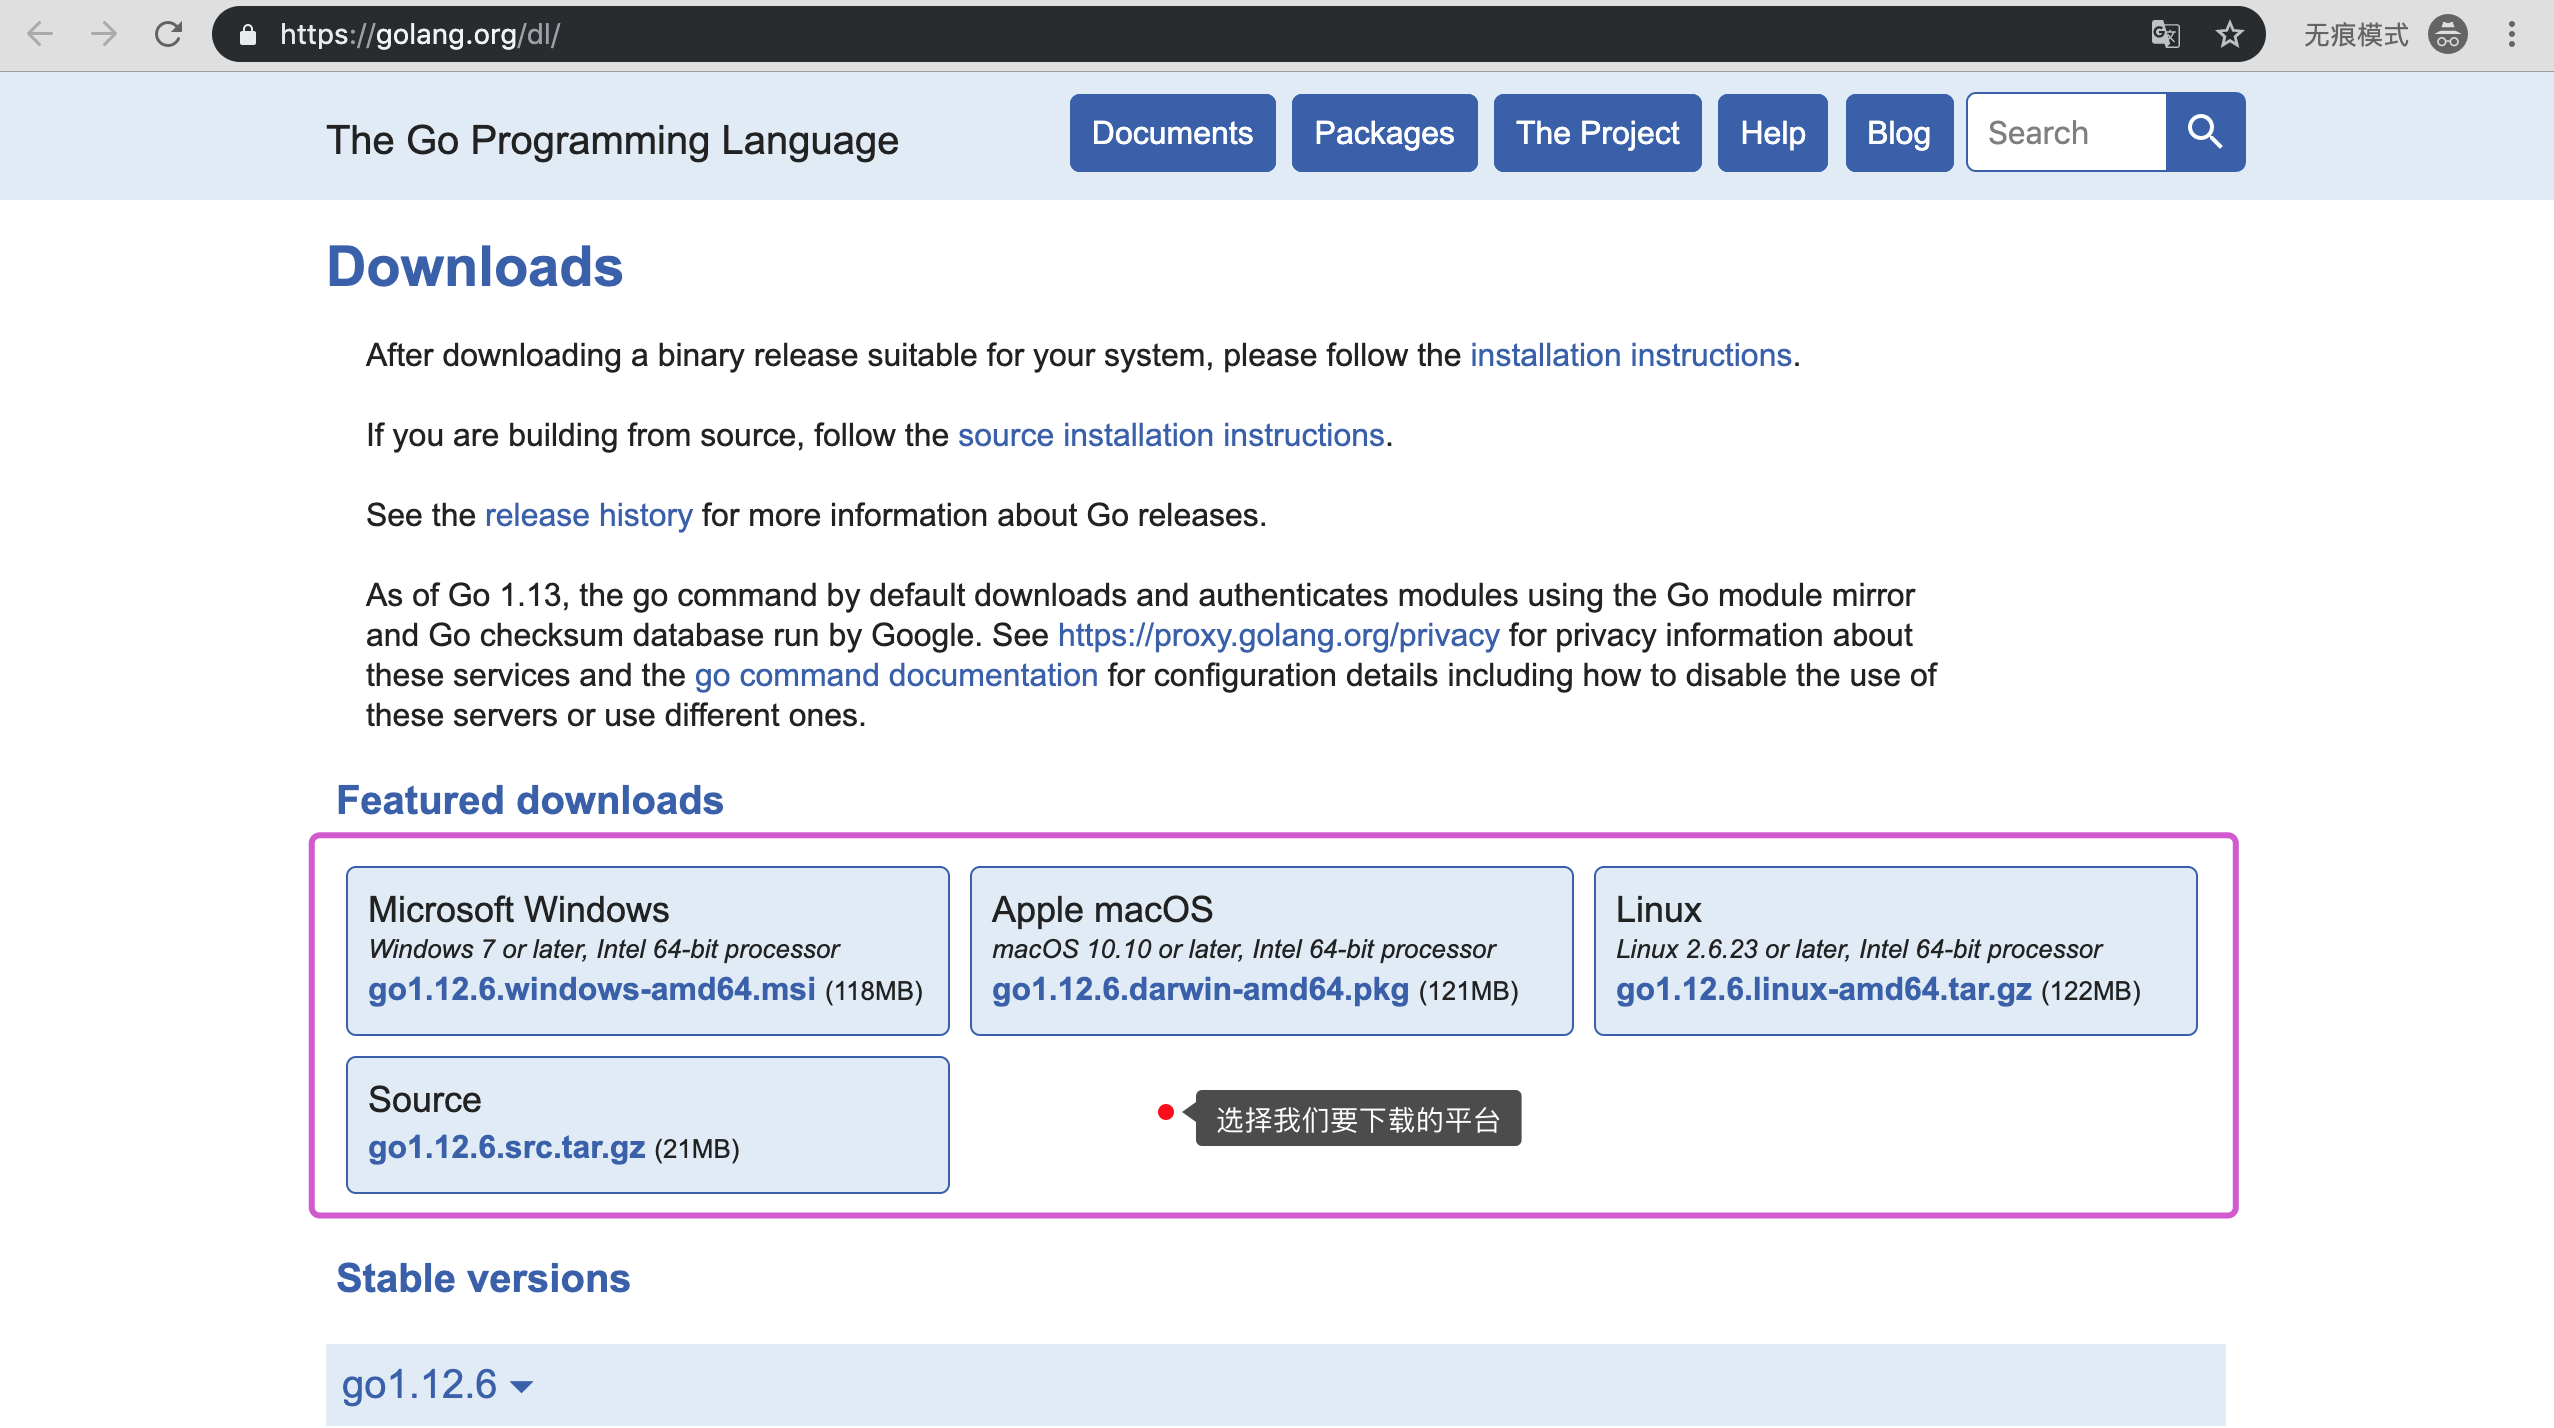 https://golang.org/dl/
无痕模式
The Go Programming Language
Documents
Packages
The Project
Help
Blog
Search
Downloads
After downloading a binary release suitable for your system, please follow the installation instructions.
If you are building from source, follow the source installation instructions.
See the release history for more information about Go releases.
As of Go 1.13, the go command by default downloads and authenticates modules using the Go module mirror
and Go checksum database run by Google. See https://proxy.golang.org/privacy for privacy information about
these services and the go command documentation for configuration details including how to disable the use of
these servers or use different ones.
Featured downloads
Microsoft Windows
Windows 7 or later, Intel 64-bit processor
go1.12.6.windows-amd64.msi (118MB)
Apple macOS
macOS 10.10 or later, Intel 64-bit processor
go1.12.6.darwin-amd64.pkg (121MB)
Linux
Linux 2.6.23 or later, Intel 64-bit processor
go1.12.6.linux-amd64.tar.gz (122MB)
Source
go1.12.6.src.tar.gz (21MB)
选择我们要下载的平台
Stable versions
go1.12.6